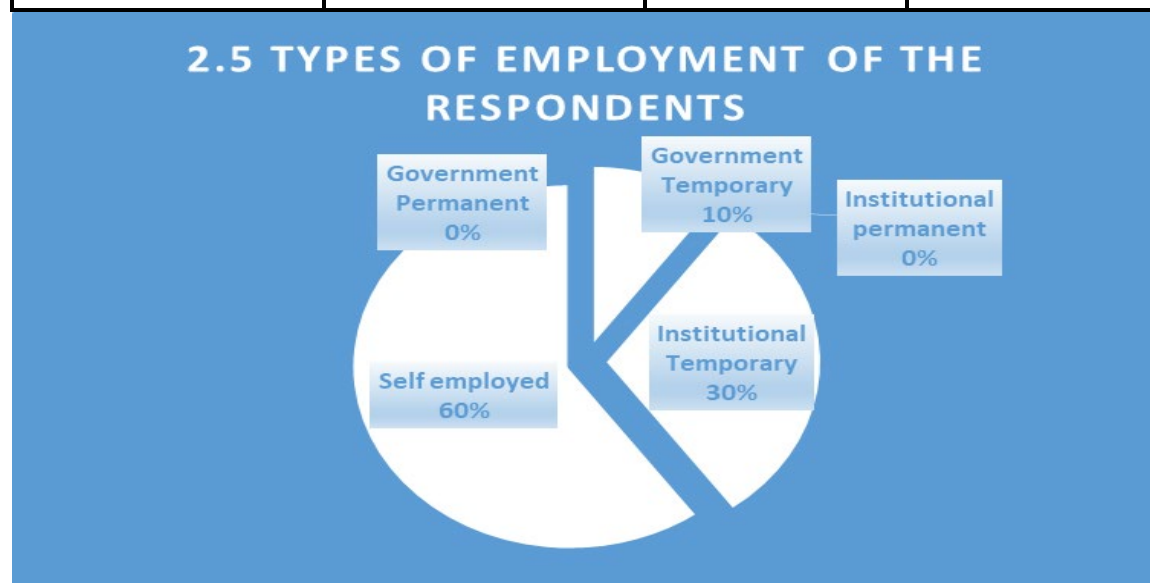 2.5 TYPES OF EMPLOYMENT OF THE
RESPONDENTS
Government
Permanent
0%
Government
Temporary
10%
Institutional
permanent
0%
Institutional
Temporary
30%
Self employed
60%